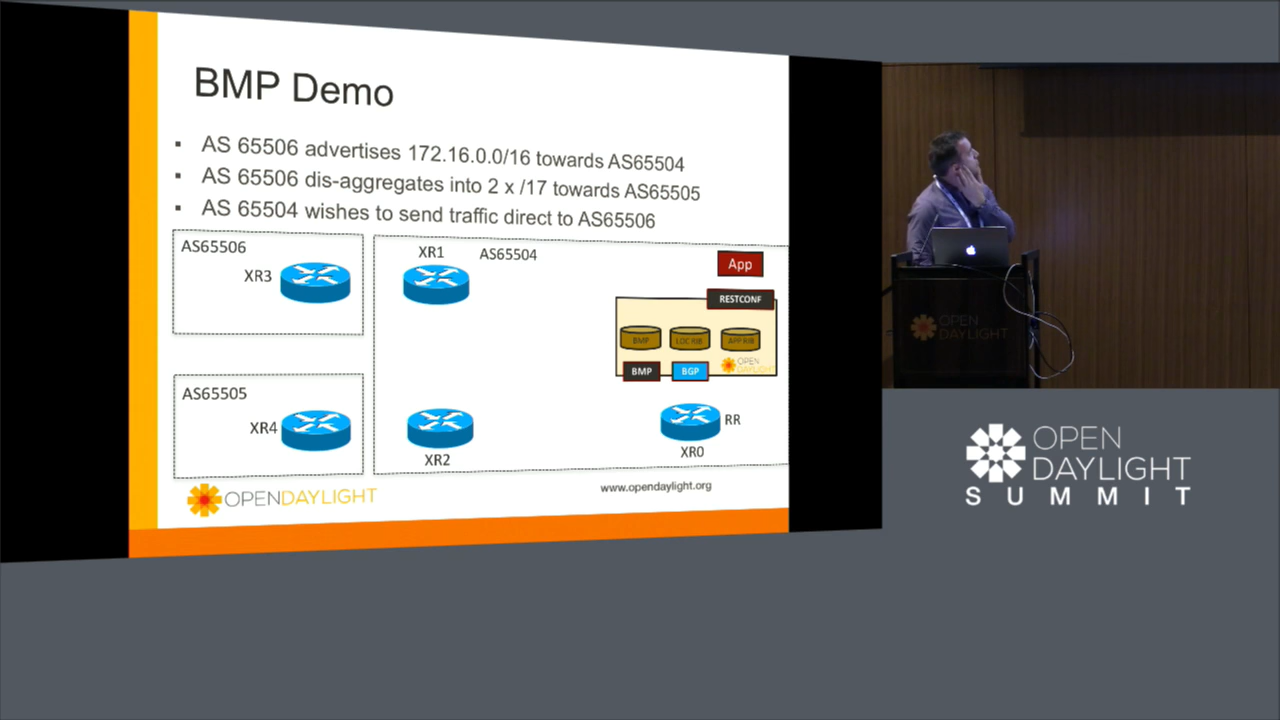 BMP Demo
▪ AS 65506 advertises 172.16.0.0/16 towards AS65504
▪ AS 65506 dis-aggregates into 2 x /17 towards AS65505
▪ AS 65504 wishes to send traffic direct to AS65506
AS65506
XR3
XR1
AS65504
App
RESTCONF
BMP
LOC RIB
APP RIB
OPEN
DAYLIGHT
BMP
BGP
AS65505
XR4
XR2
RR
XR0
OPENDAYLIGHT
www.opendaylight.org
OPEN
DAYLIGHT
OPEN
DAYLIGHT
SUMMIT